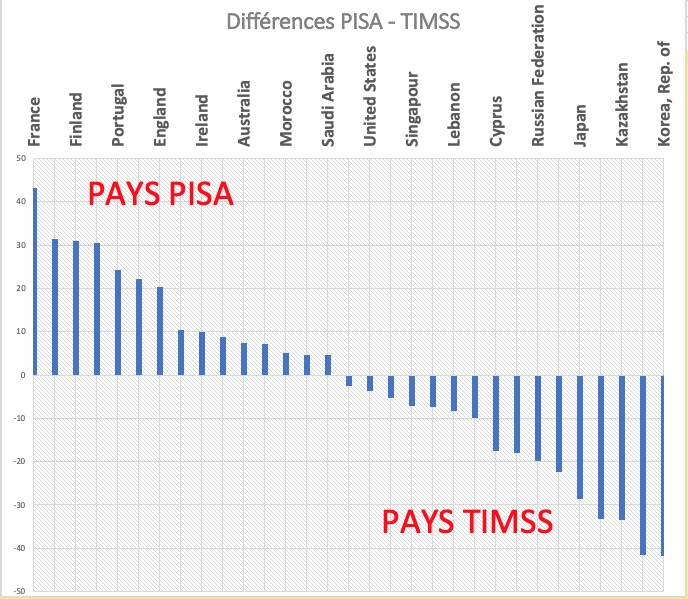 Différences PISA - TIMSS
France
Finland
Portugal
England
Ireland
Australia
Morocco
Saudi Arabia
United States
Singapour
Lebanon
Cyprus
Russian Federation
Japan
Kazakhstan
Korea, Rep. of
50
40
30
20
10
0
-10
-20
-30
-40
-50
PAYS PISA
PAYS TIMSS